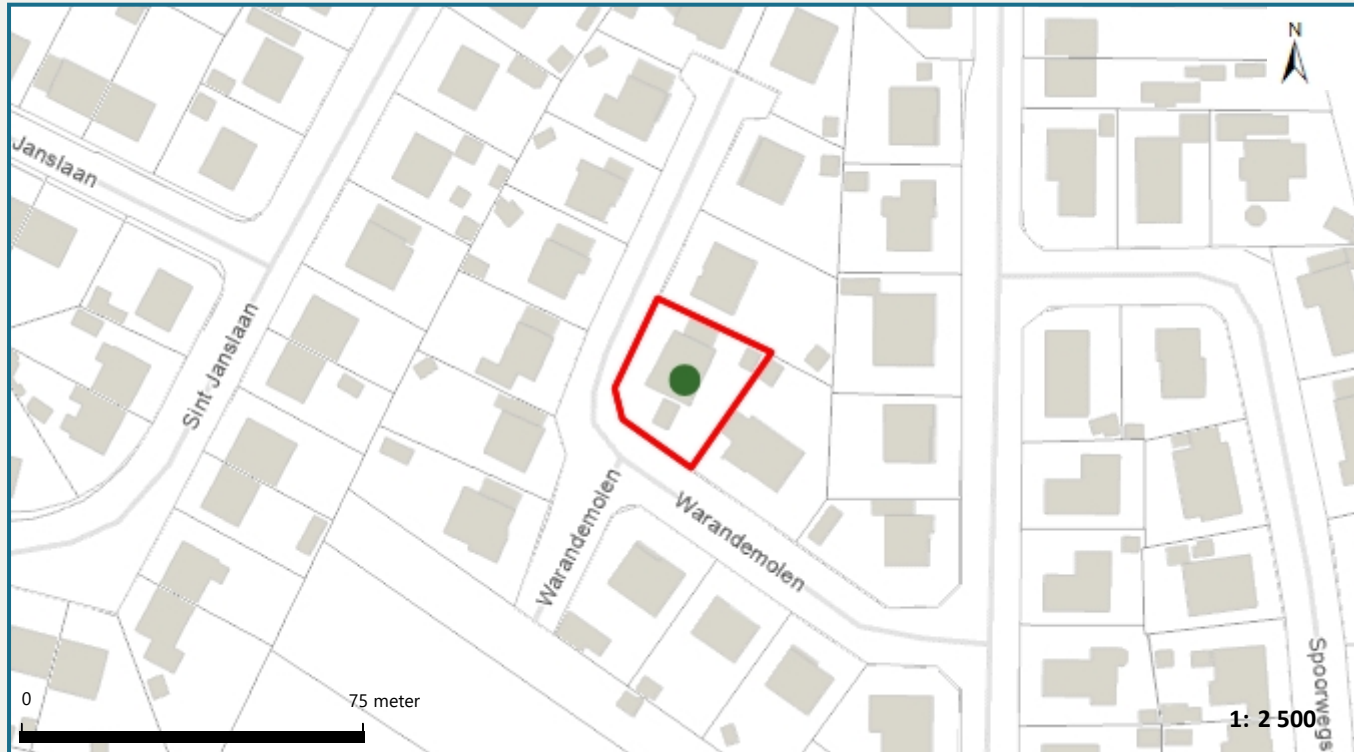 N
Janslaan
Sint Janslaan
Warandemolen
Warandemolen
Spoorwegs
0
75 meter
1: 2 500